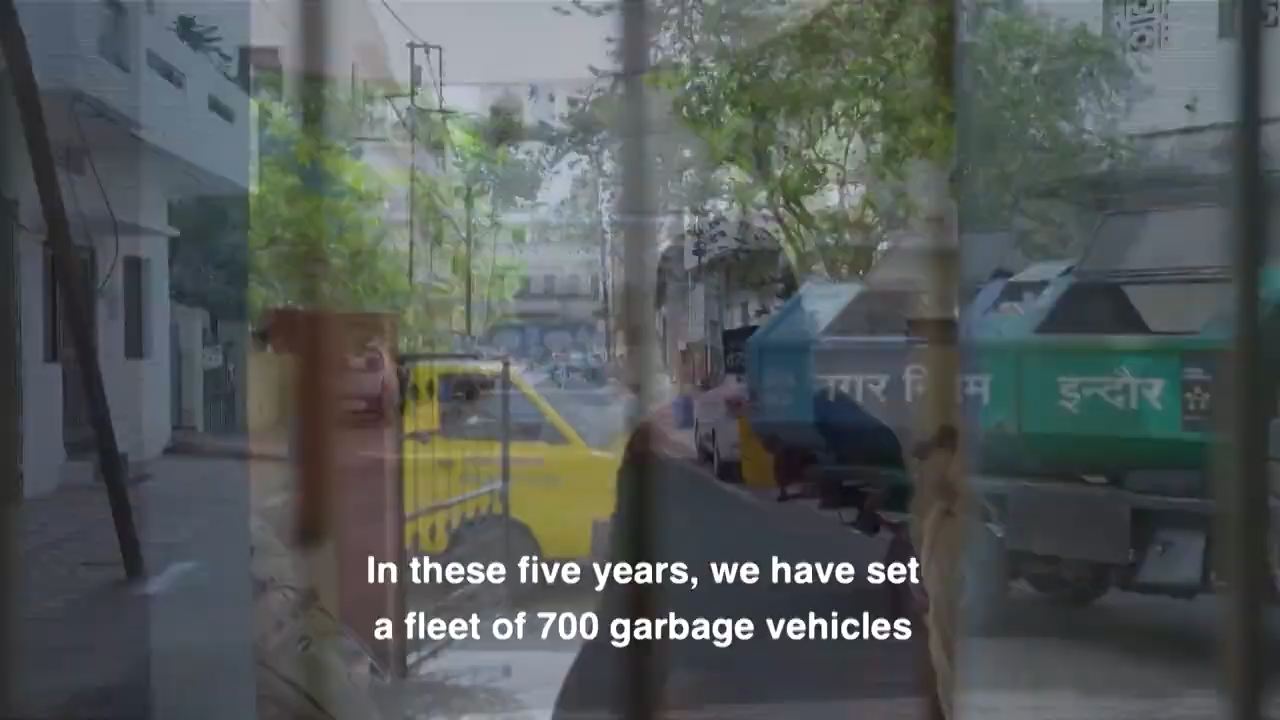 नगर निगम इन्दौर
In these five years, we have set
a fleet of 700 garbage vehicles